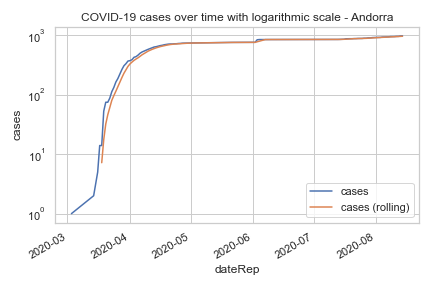 COVID-19 cases over time with logarithmic scale - Andorra
10³
10²
10¹
10⁰
cases
cases
cases (rolling)
2020-03
2020-04
2020-05
2020-06
2020-07
2020-08
dateRep